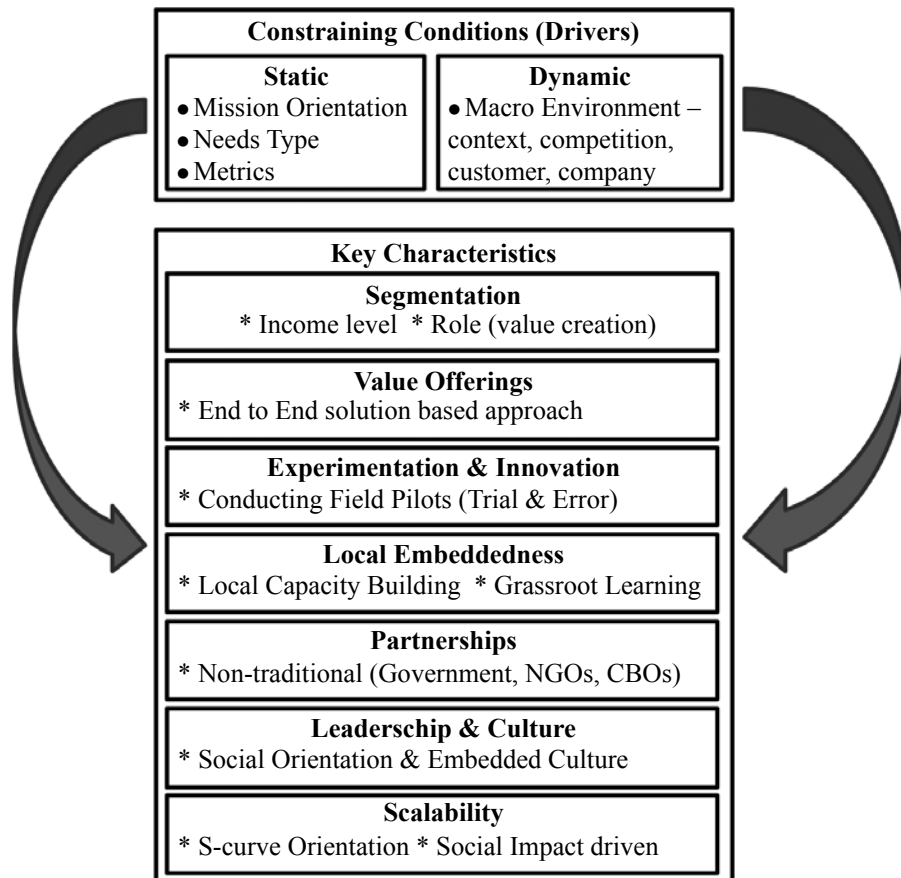 Constraining Conditions (Drivers)
Static
● Mission Orientation
● Needs Type
● Metrics
Dynamic
● Macro Environment –
context, competition,
customer, company
Key Characteristics
Segmentation
* Income level * Role (value creation)
Value Offerings
* End to End solution based approach
Experimentation & Innovation
* Conducting Field Pilots (Trial & Error)
Local Embeddedness
* Local Capacity Building * Grassroot Learning
Partnerships
* Non-traditional (Government, NGOs, CBOs)
Leaderschip & Culture
* Social Orientation & Embedded Culture
Scalability
* S-curve Orientation * Social Impact driven